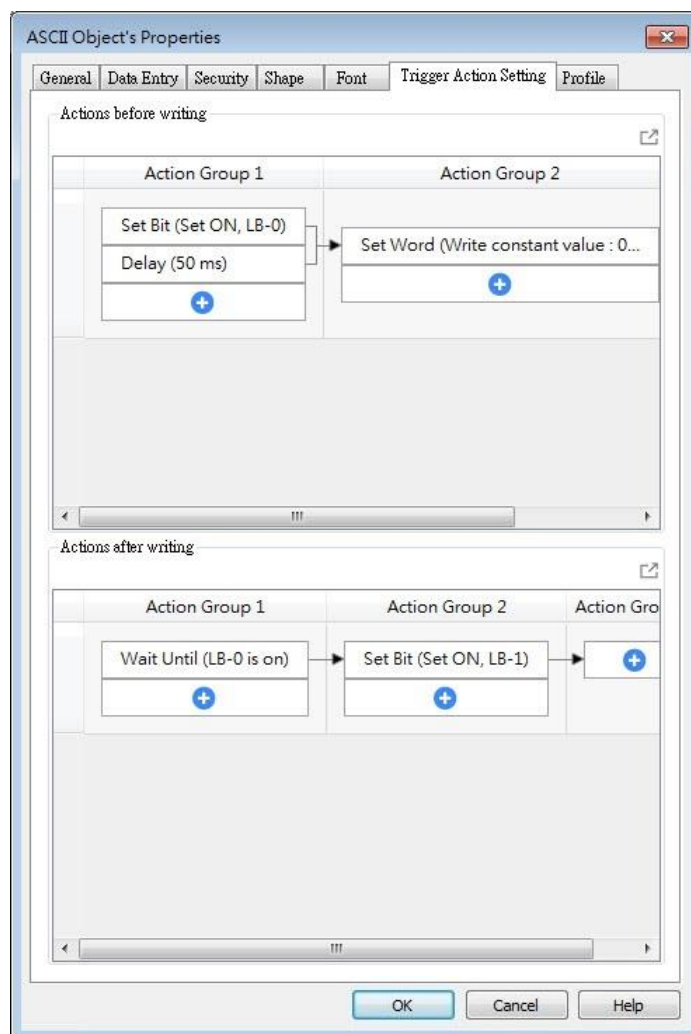 ASCII Object's Properties
General Data Entry Security Shape Font Trigger Action Setting Profile
Actions before writing
Action Group 1 Action Group 2
Set Bit (Set ON, LB-0)
Delay (50 ms)
Set Word (Write constant value : 0...
Actions after writing
Action Group 1 Action Group 2 Action Gro
Wait Until (LB-0 is on) Set Bit (Set ON, LB-1)
OK Cancel Help